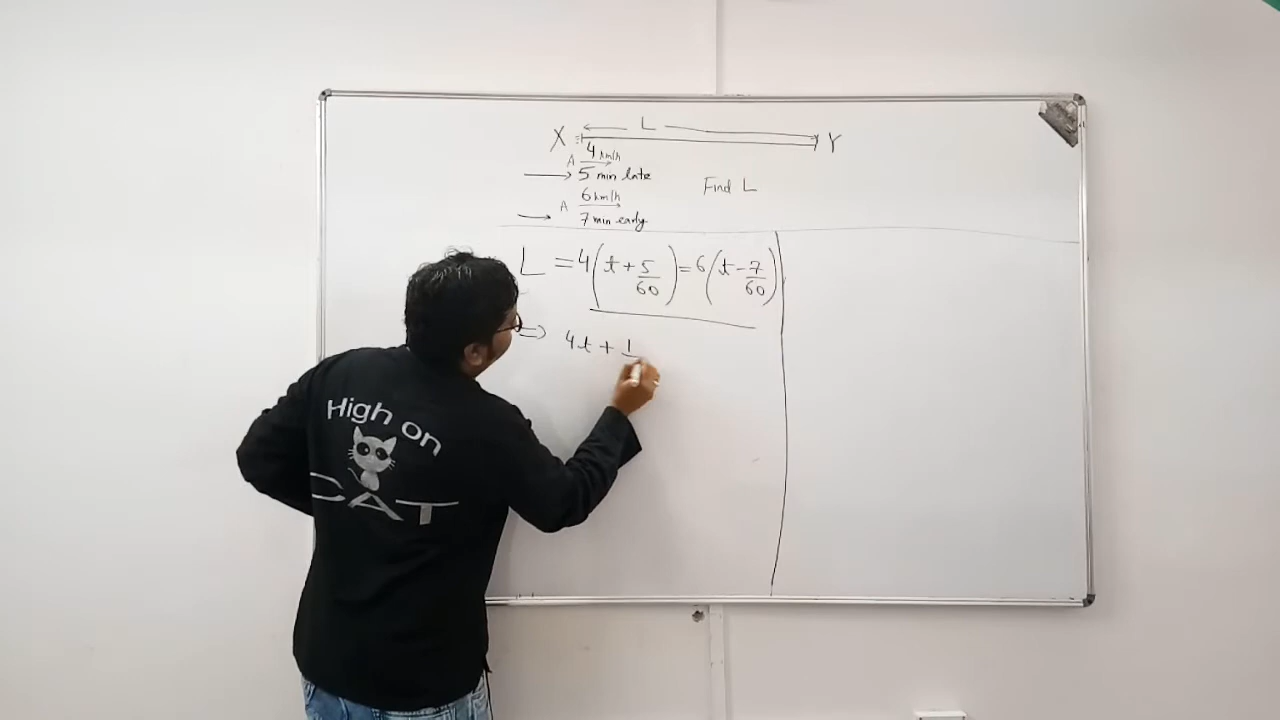 X L Y
A 4 km/h
5 min late
Find L
A 6 km/h
7 min early
L = 4(t + 5/60) = 6(t - 7/60)
⇒ 4t + 1
High on
CAT